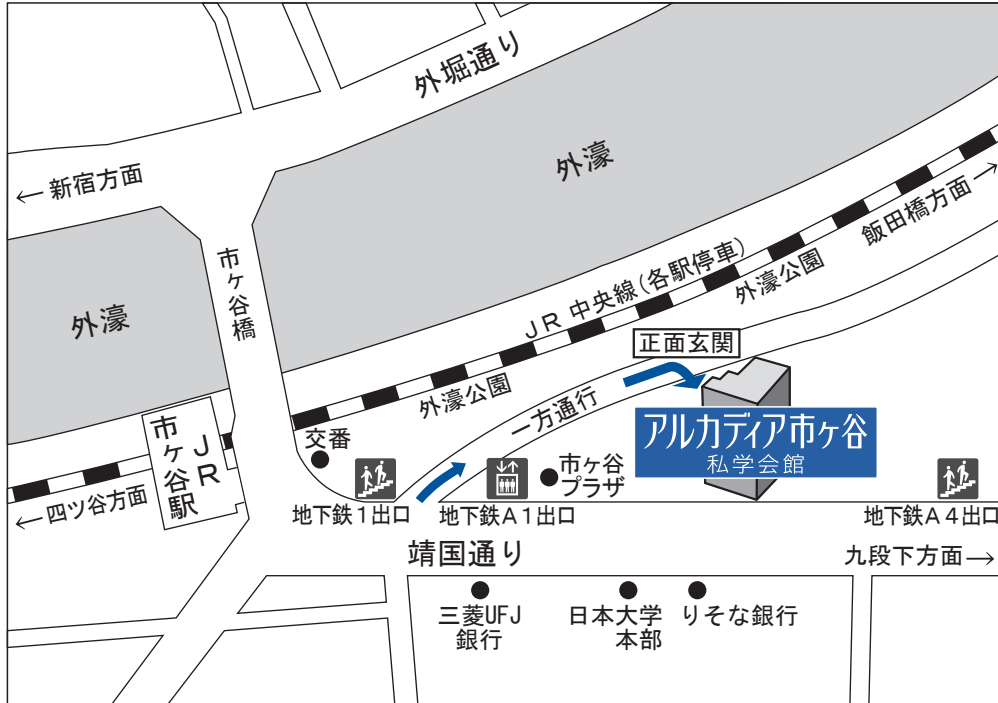 外堀通り
外濠
← 新宿方面
飯田橋方面→
市ヶ谷橋
JR 中央線(各駅停車)
外濠公園
外濠
正面玄関
外濠公園
一方通行
アルカディア市ヶ谷
私学会館
交番
JR
市ヶ谷駅
市ヶ谷
プラザ
← 四ツ谷方面
地下鉄1出口
地下鉄A1出口
地下鉄A4出口
靖国通り
九段下方面→
三菱UFJ
銀行
日本大学
本部
りそな銀行